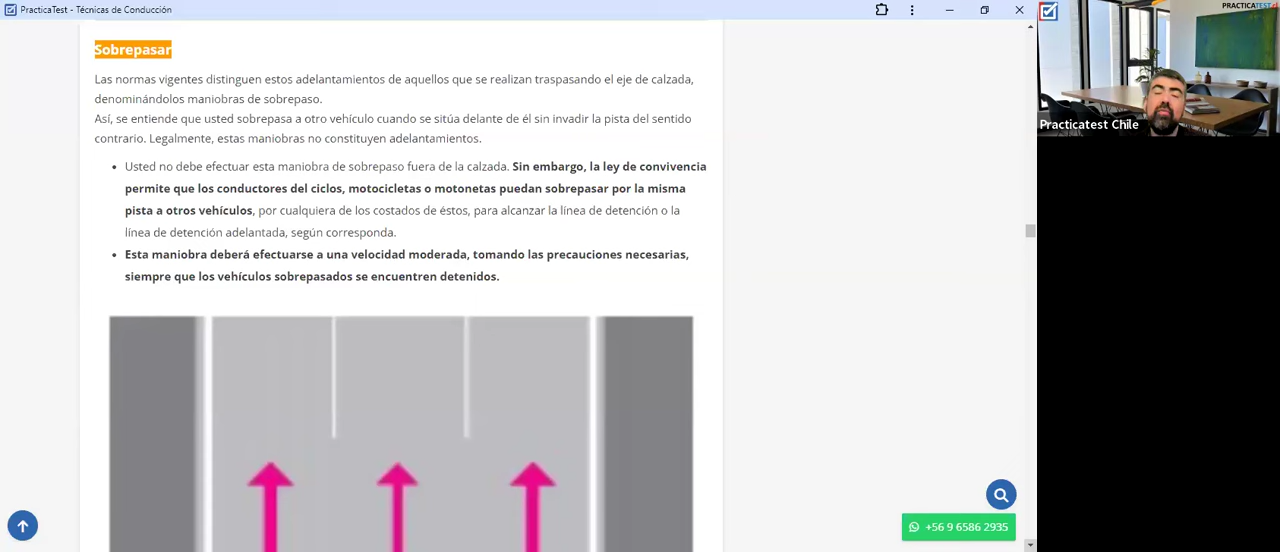 PracticaTest - Técnicas de Conducción
PRACTICATEST.cl
Practicatest Chile
Sobrepasar
Las normas vigentes distinguen estos adelantamientos de aquellos que se realizan traspasando el eje de calzada,
denominándolos maniobras de sobrepaso.
Así, se entiende que usted sobrepasa a otro vehículo cuando se sitúa delante de él sin invadir la pista del sentido
contrario. Legalmente, estas maniobras no constituyen adelantamientos.
• Usted no debe efectuar esta maniobra de sobrepaso fuera de la calzada. Sin embargo, la ley de convivencia
permite que los conductores del ciclos, motocicletas o motonetas puedan sobrepasar por la misma
pista a otros vehículos, por cualquiera de los costados de éstos, para alcanzar la línea de detención o la
línea de detención adelantada, según corresponda.
• Esta maniobra deberá efectuarse a una velocidad moderada, tomando las precauciones necesarias,
siempre que los vehículos sobrepasados se encuentren detenidos.
+56 9 6586 2935